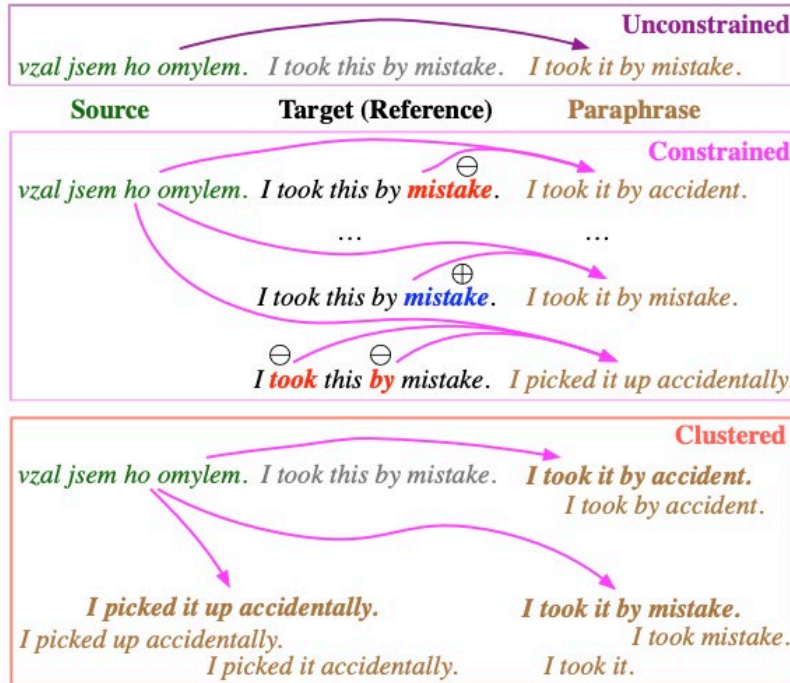 Unconstrained
vzal jsem ho omylem. I took this by mistake. I took it by mistake.
Source Target (Reference) Paraphrase
Constrained
⊖
vzal jsem ho omylem. I took this by mistake. I took it by accident.
... ...
⊕
I took this by mistake. I took it by mistake.
⊖ ⊖
I took this by mistake. I picked it up accidentally.
Clustered
vzal jsem ho omylem. I took this by mistake. I took it by accident.
I took by accident.
I picked it up accidentally. I took it by mistake.
I picked up accidentally. I took mistake.
I picked it accidentally. I took it.